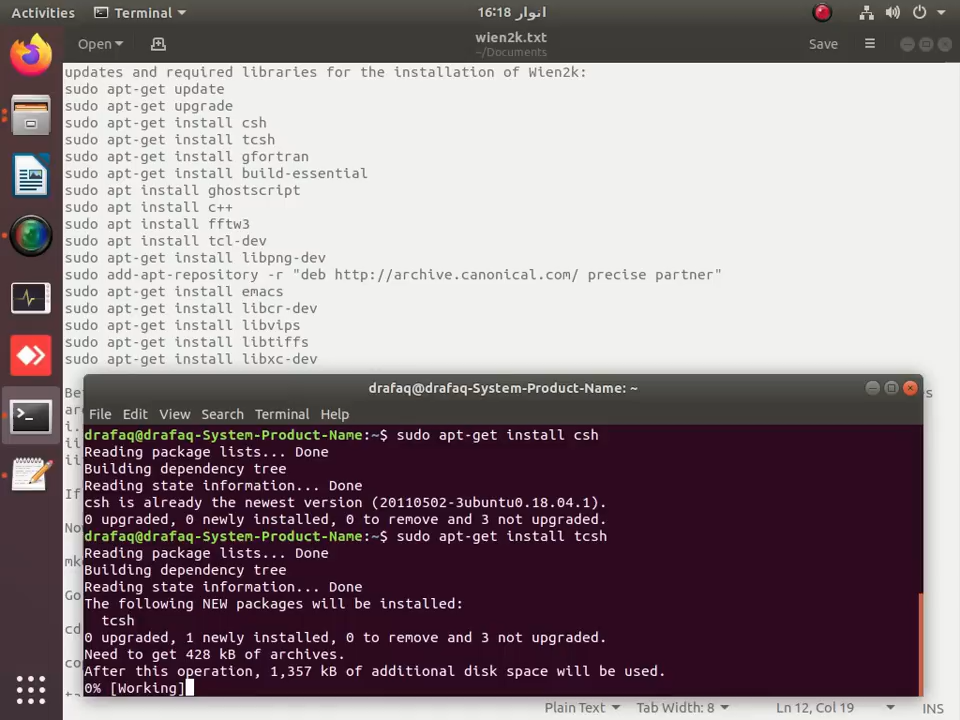 Activities Terminal 16:18 اتوار
Open wien2k.txt Save
~/Documents
updates and required libraries for the installation of Wien2k:
sudo apt-get update
sudo apt-get upgrade
sudo apt-get install csh
sudo apt-get install tcsh
sudo apt-get install gfortran
sudo apt-get install build-essential
sudo apt install ghostscript
sudo apt install c++
sudo apt install fftw3
sudo apt install tcl-dev
sudo apt-get install libpng-dev
sudo add-apt-repository -r "deb http://archive.canonical.com/ precise partner"
sudo apt-get install emacs
sudo apt-get install libcr-dev
sudo apt-get install libvips
sudo apt-get install libtiffs
sudo apt-get install libxc-dev
drafaq@drafaq-System-Product-Name: ~
File Edit View Search Terminal Help
drafaq@drafaq-System-Product-Name:~$ sudo apt-get install csh
Reading package lists... Done
Building dependency tree
Reading state information... Done
csh is already the newest version (20110502-3ubuntu0.18.04.1).
0 upgraded, 0 newly installed, 0 to remove and 3 not upgraded.
drafaq@drafaq-System-Product-Name:~$ sudo apt-get install tcsh
Reading package lists... Done
Building dependency tree
Reading state information... Done
The following NEW packages will be installed:
tcsh
0 upgraded, 1 newly installed, 0 to remove and 3 not upgraded.
Need to get 428 kB of archives.
After this operation, 1,357 kB of additional disk space will be used.
0% [Working]
Plain Text Tab Width: 8 Ln 12, Col 19 INS